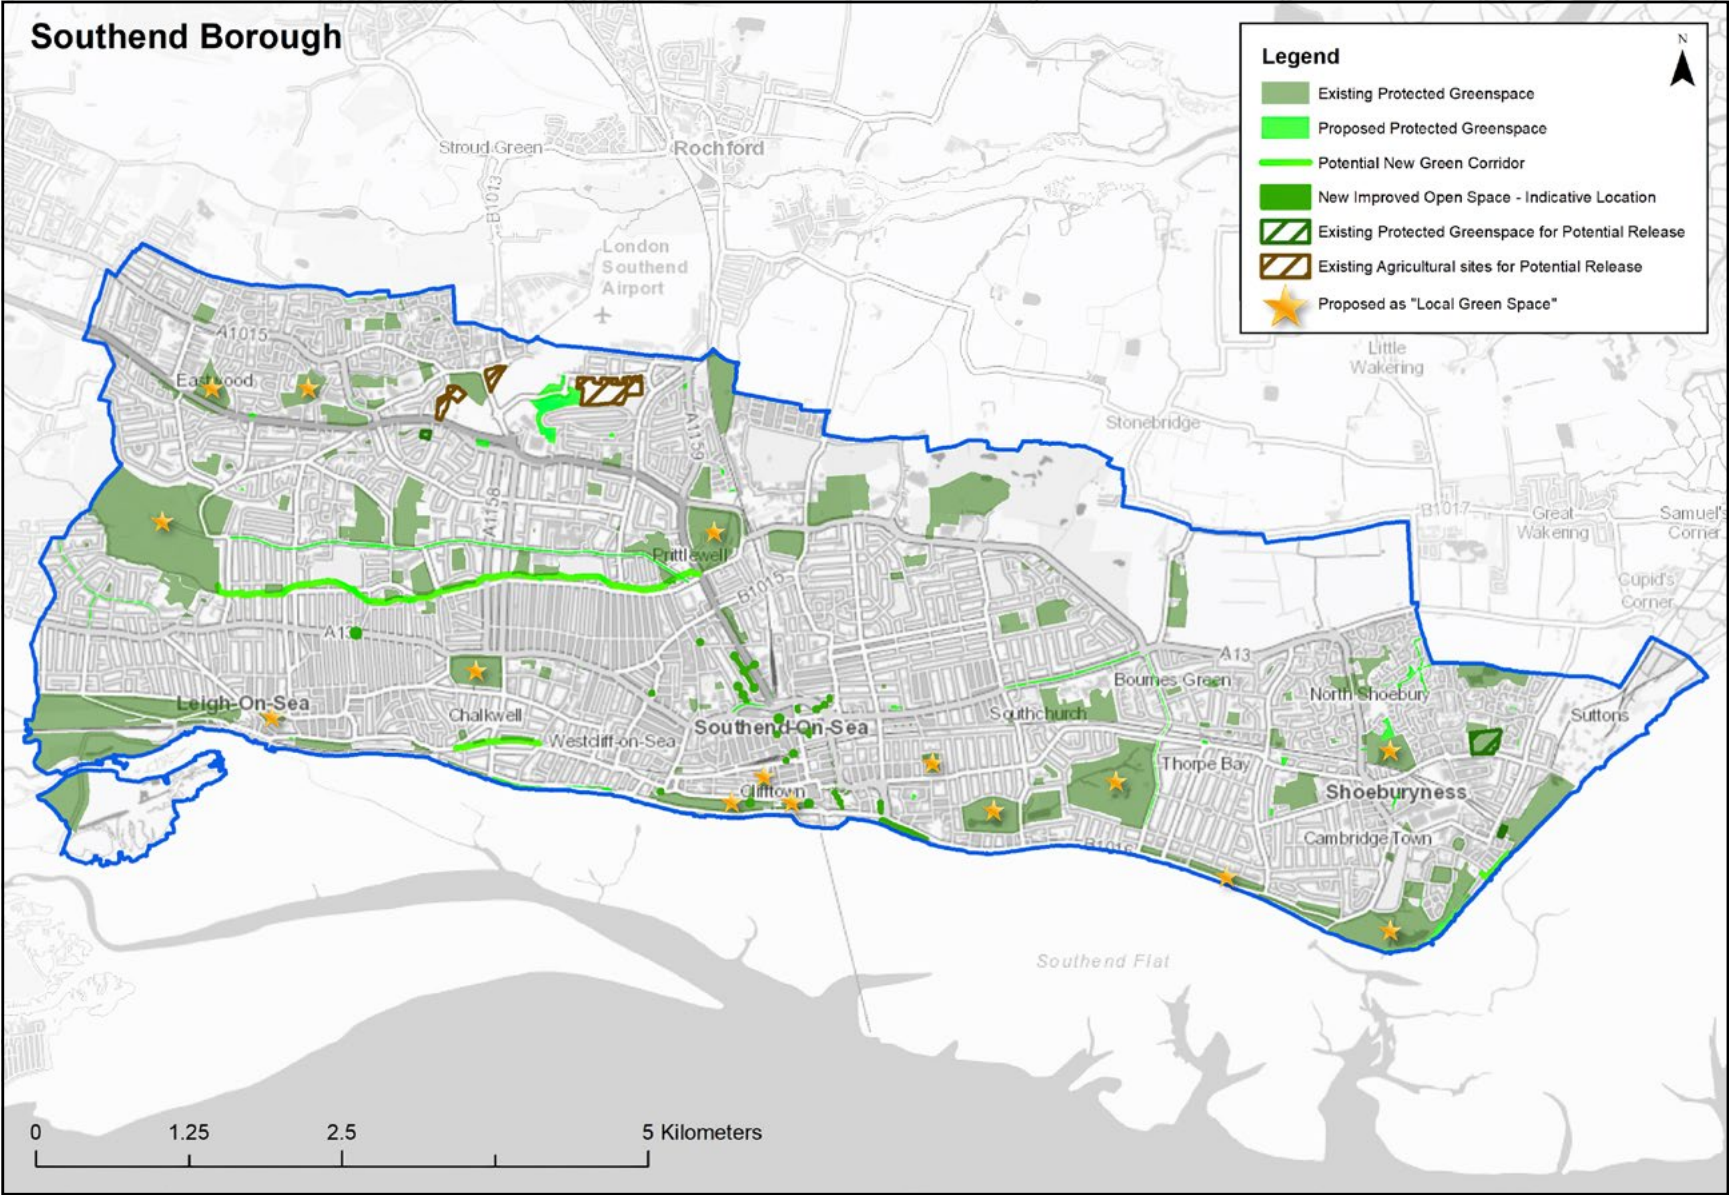 Southend Borough
N
Legend
Existing Protected Greenspace
Proposed Protected Greenspace
Potential New Green Corridor
New Improved Open Space - Indicative Location
Existing Protected Greenspace for Potential Release
Existing Agricultural sites for Potential Release
Proposed as "Local Green Space"
Stroud Green
Rochford
B1013
London
Southend
Airport
A1015
Eastwood
Little
Wakering
Stonebridge
A1159
A1158
B1017
Great
Wakering
Samuel's
Corner
Prittlewell
B1015
Cupid's
Corner
A13
A13
Bournes Green
North Shoebury
Leigh-On-Sea
Chalkwell
Westcliff-on-Sea
Southend-On-Sea
Southchurch
Suttons
Thorpe Bay
Clifftown
Shoeburyness
Cambridge Town
B1016
Southend Flat
0
1.25
2.5
5 Kilometers